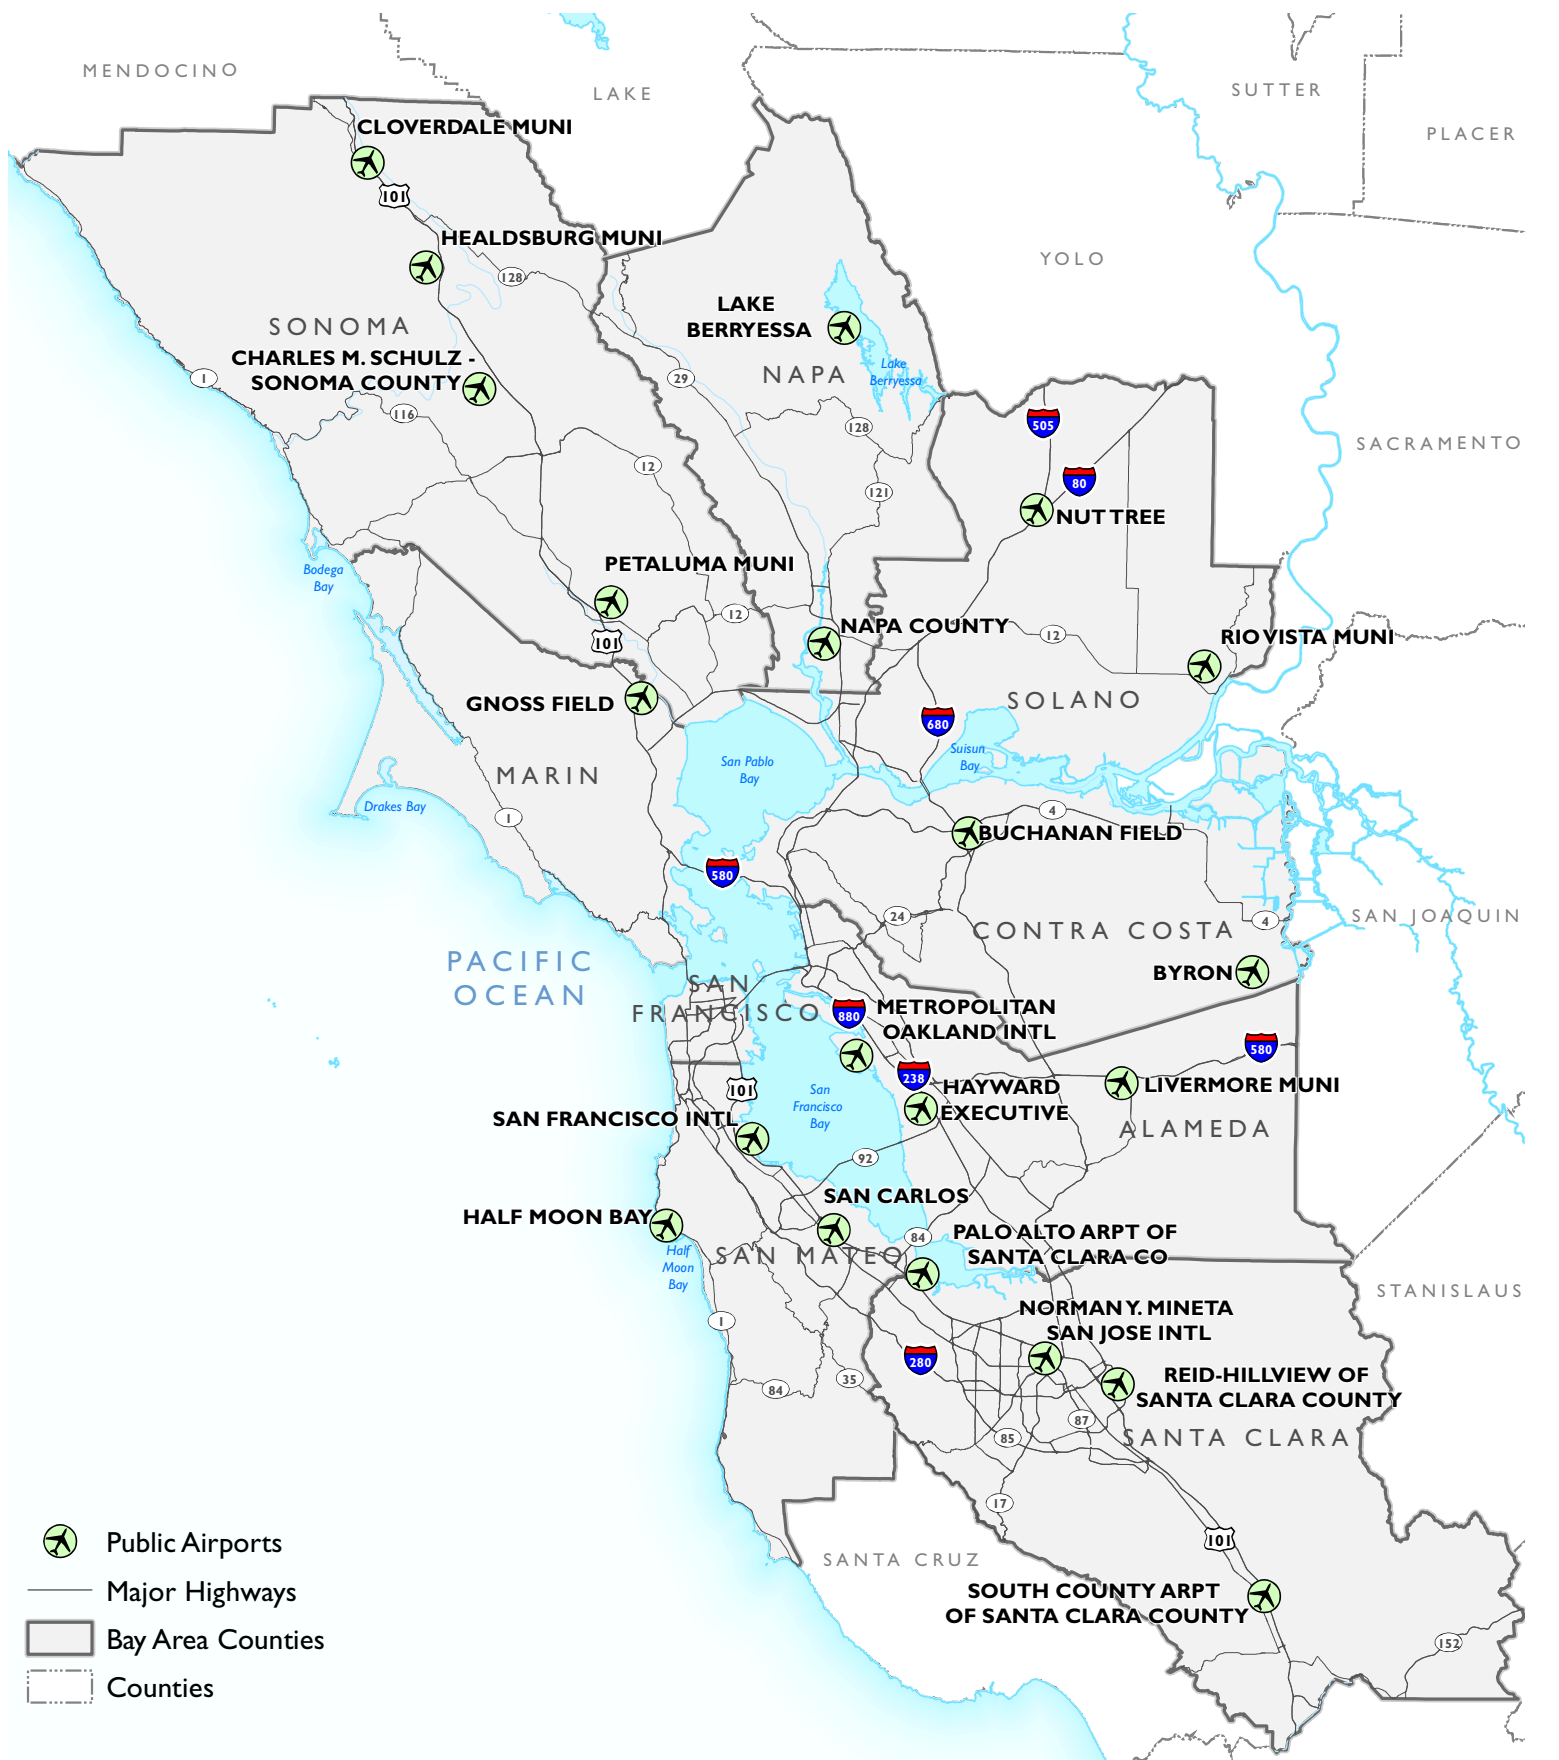 MENDOCINO
LAKE
SUTTER
PLACER
CLOVERDALE MUNI
101
HEALDSBURG MUNI
128
YOLO
LAKE
BERRYESSA
SONOMA
CHARLES M. SCHULZ -
SONOMA COUNTY
1
116
29
NAPA
Lake
Berryessa
128
505
SACRAMENTO
12
80
121
NUT TREE
Bodega
Bay
PETALUMA MUNI
12
101
NAPA COUNTY
12
RIO VISTA MUNI
GNOSS FIELD
SOLANO
680
San Pablo
Bay
Suisun
Bay
MARIN
Drakes Bay
1
4
BUCHANAN FIELD
580
24
CONTRA COSTA
4
SAN JOAQUIN
PACIFIC
OCEAN
BYRON
SAN
FRANCISCO
880
METROPOLITAN
OAKLAND INTL
580
238
101
San
Francisco
Bay
HAYWARD
EXECUTIVE
LIVERMORE MUNI
SAN FRANCISCO INTL
ALAMEDA
92
SAN CARLOS
HALF MOON BAY
84
PALO ALTO ARPT OF
SANTA CLARA CO
Half
Moon
Bay
SAN MATEO
STANISLAUS
NORMAN Y. MINETA
SAN JOSE INTL
1
280
84
35
REID-HILLVIEW OF
SANTA CLARA COUNTY
87
85
SANTA CLARA
17
101
SANTA CRUZ
SOUTH COUNTY ARPT
OF SANTA CLARA COUNTY
152
Public Airports
Major Highways
Bay Area Counties
Counties